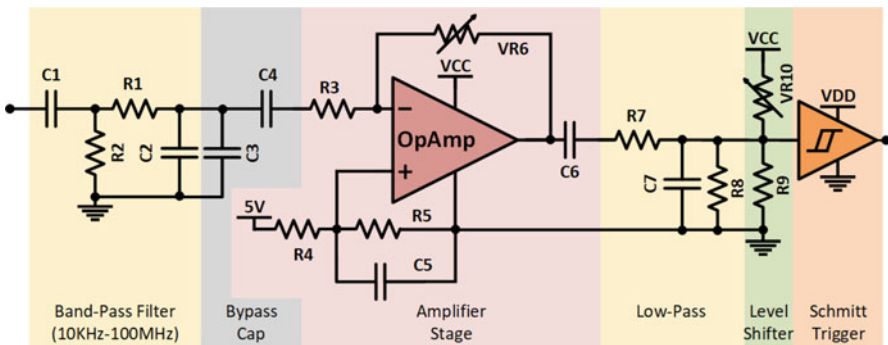 C1
R1
R2
C2
C3
C4
R3
VR6
VCC
OpAmp
5V
R4
R5
C5
C6
R7
C7
R8
VCC
VR10
R9
VDD
Band-Pass Filter
(10KHz-100MHz)
Bypass
Cap
Amplifier
Stage
Low-Pass
Level
Shifter
Schmitt
Trigger